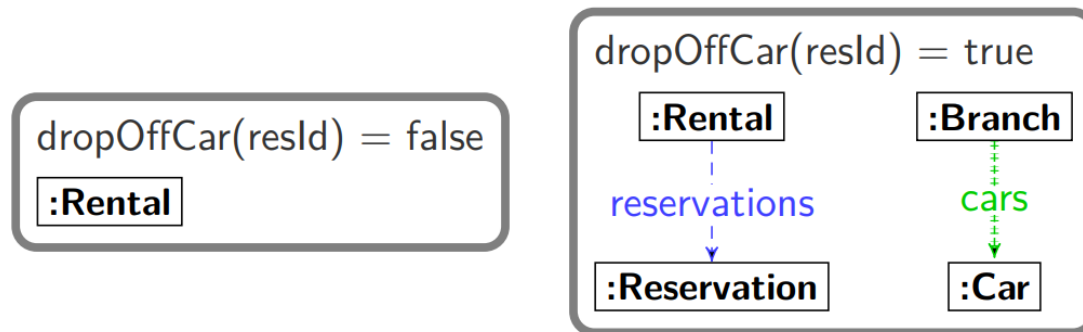 dropOffCar(resId) = false
:Rental
dropOffCar(resId) = true
:Rental :Branch
reservations cars
:Reservation :Car